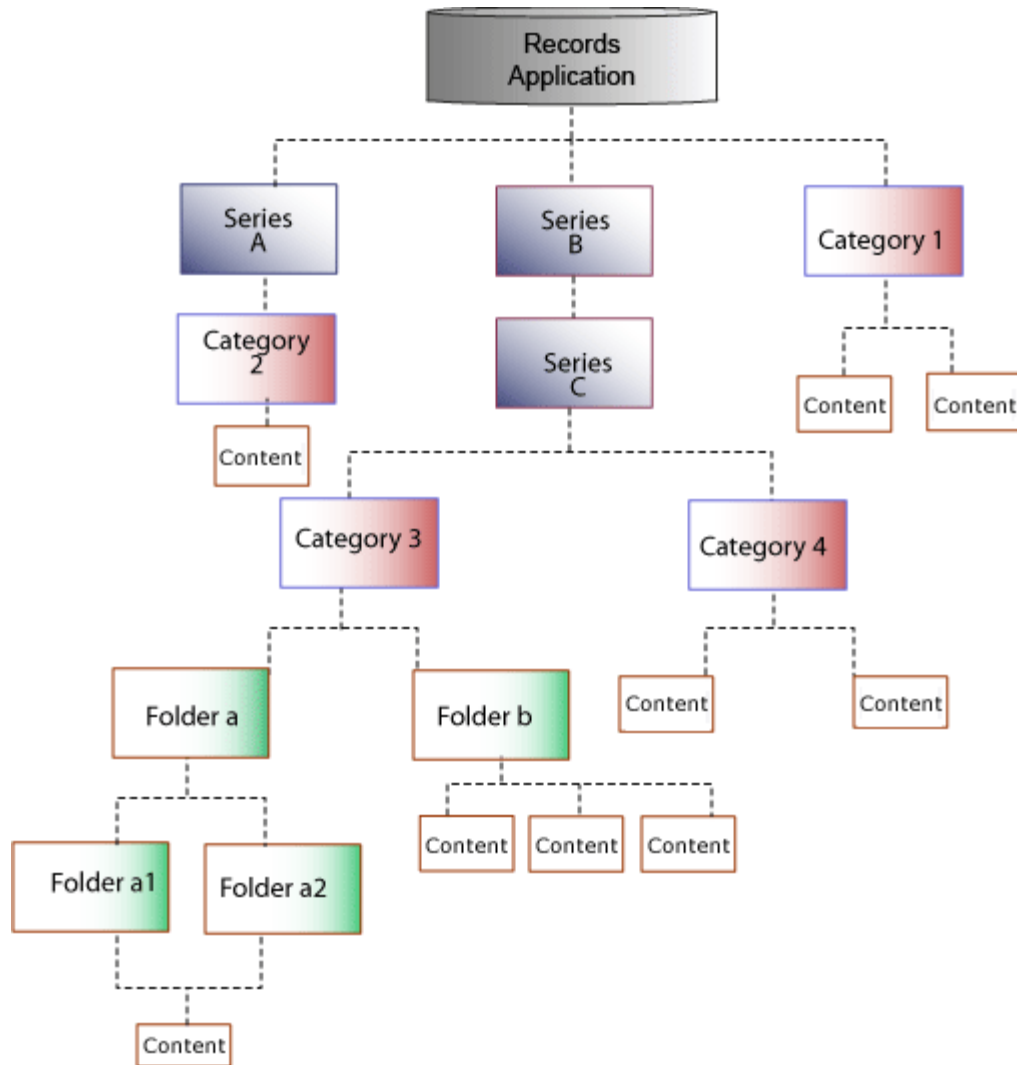 Records
Application
Series
A
Series
B
Category 1
Category
2
Series
C
Content
Content
Content
Category 3
Category 4
Folder a
Folder b
Content
Content
Content
Content
Content
Folder a1
Folder a2
Content